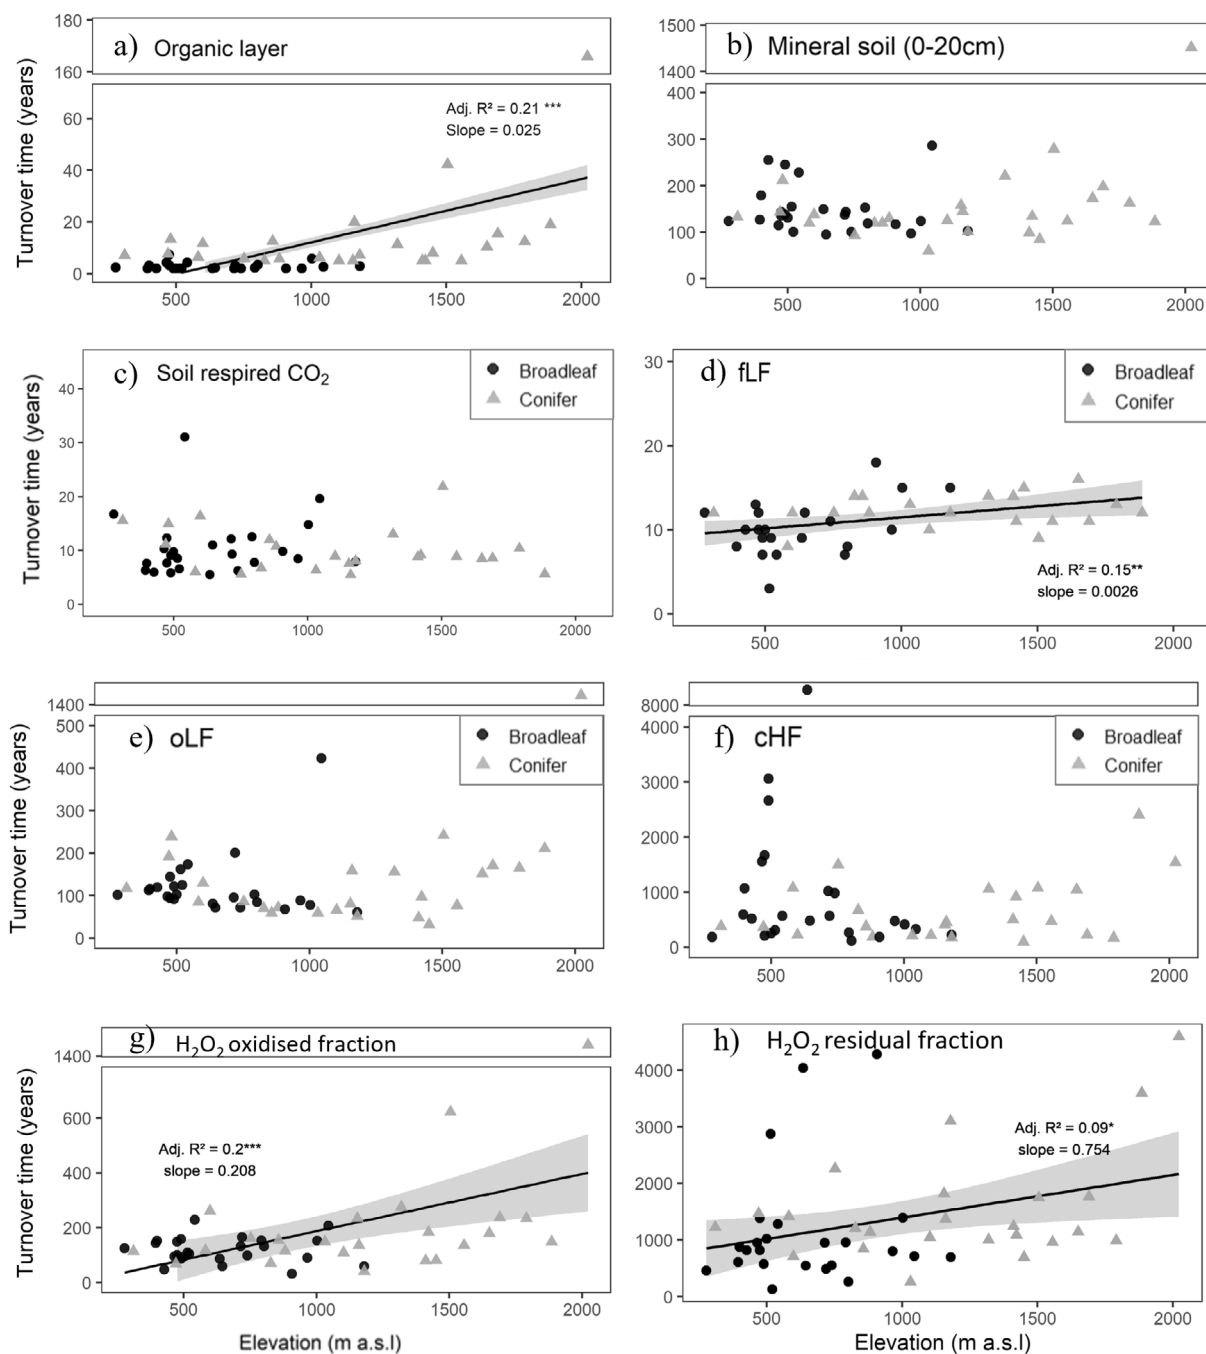 a) Organic layer
Turnover time (years)
180
160
60
40
20
0
Adj. R² = 0.21 ***
Slope = 0.025
500 1000 1500 2000
b) Mineral soil (0-20cm)
1500
1400
400
300
200
100
0
500 1000 1500 2000
c) Soil respired CO₂
Broadleaf
Conifer
Turnover time (years)
40
30
20
10
0
500 1000 1500 2000
d) fLF
Broadleaf
Conifer
30
20
10
0
Adj. R² = 0.15**
slope = 0.0026
500 1000 1500 2000
e) oLF
Broadleaf
Conifer
Turnover time (years)
1400
500
400
300
200
100
0
500 1000 1500 2000
f) cHF
Broadleaf
Conifer
8000
4000
3000
2000
1000
0
500 1000 1500 2000
g) H₂O₂ oxidised fraction
Turnover time (years)
1400
600
400
200
0
Adj. R² = 0.2***
slope = 0.208
500 1000 1500 2000
Elevation (m a.s.l)
h) H₂O₂ residual fraction
4000
3000
2000
1000
0
Adj. R² = 0.09*
slope = 0.754
500 1000 1500 2000
Elevation (m a.s.l)